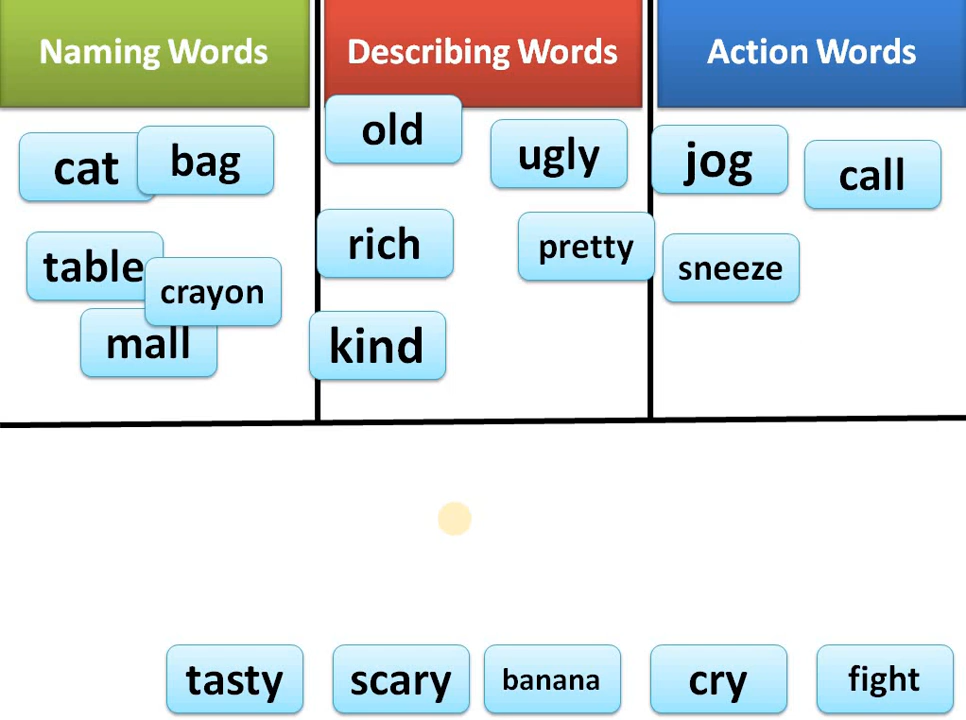 Naming Words
Describing Words
Action Words
cat
bag
table
crayon
mall
old
ugly
rich
pretty
kind
jog
call
sneeze
tasty
scary
banana
cry
fight